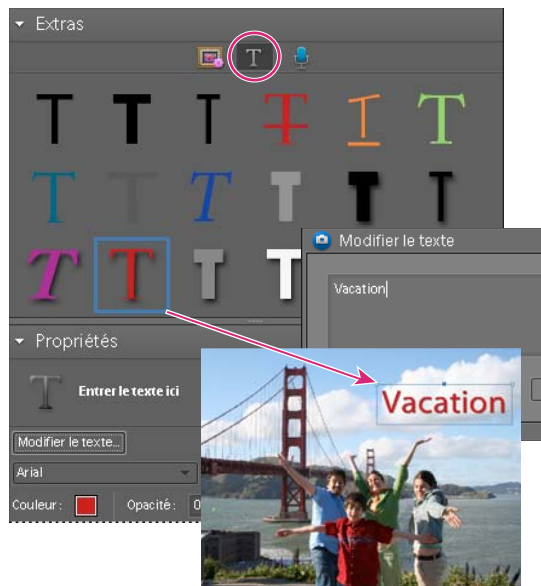 Extras
T
T T T T T T
T T T T T T
T T T T
Modifier le texte
Vacation
Propriétés
T
Entrer le texte ici
Vacation
Modifier le texte...
Arial
Couleur :
Opacité :